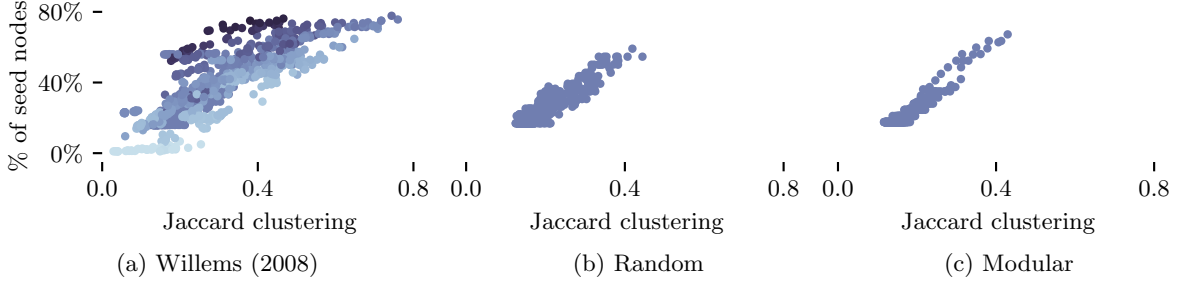 % of seed nodes
80%
40%
0%
0.0 0.4 0.8 0.0 0.4 0.8 0.0 0.4 0.8
Jaccard clustering Jaccard clustering Jaccard clustering
(a) Willems (2008) (b) Random (c) Modular